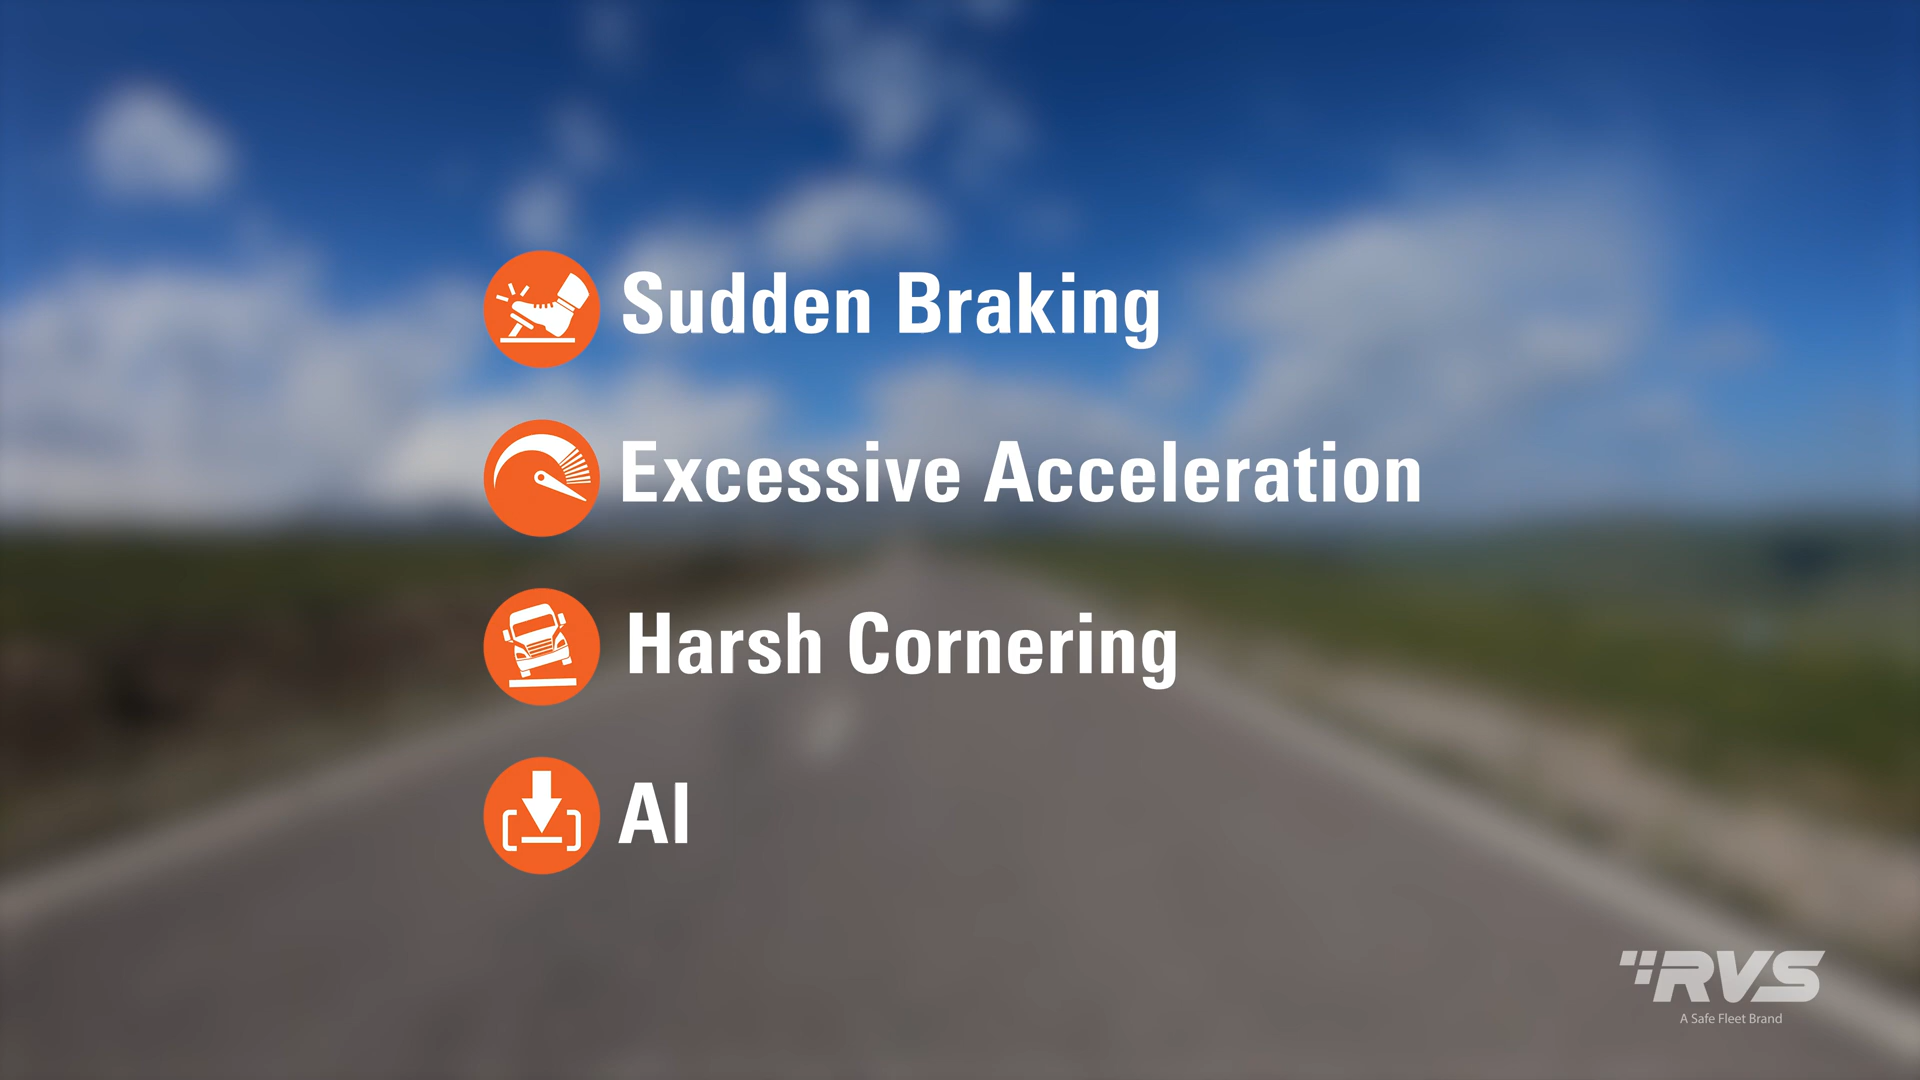 Sudden Braking
Excessive Acceleration
Harsh Cornering
AI
RVS
A Safe Fleet Brand